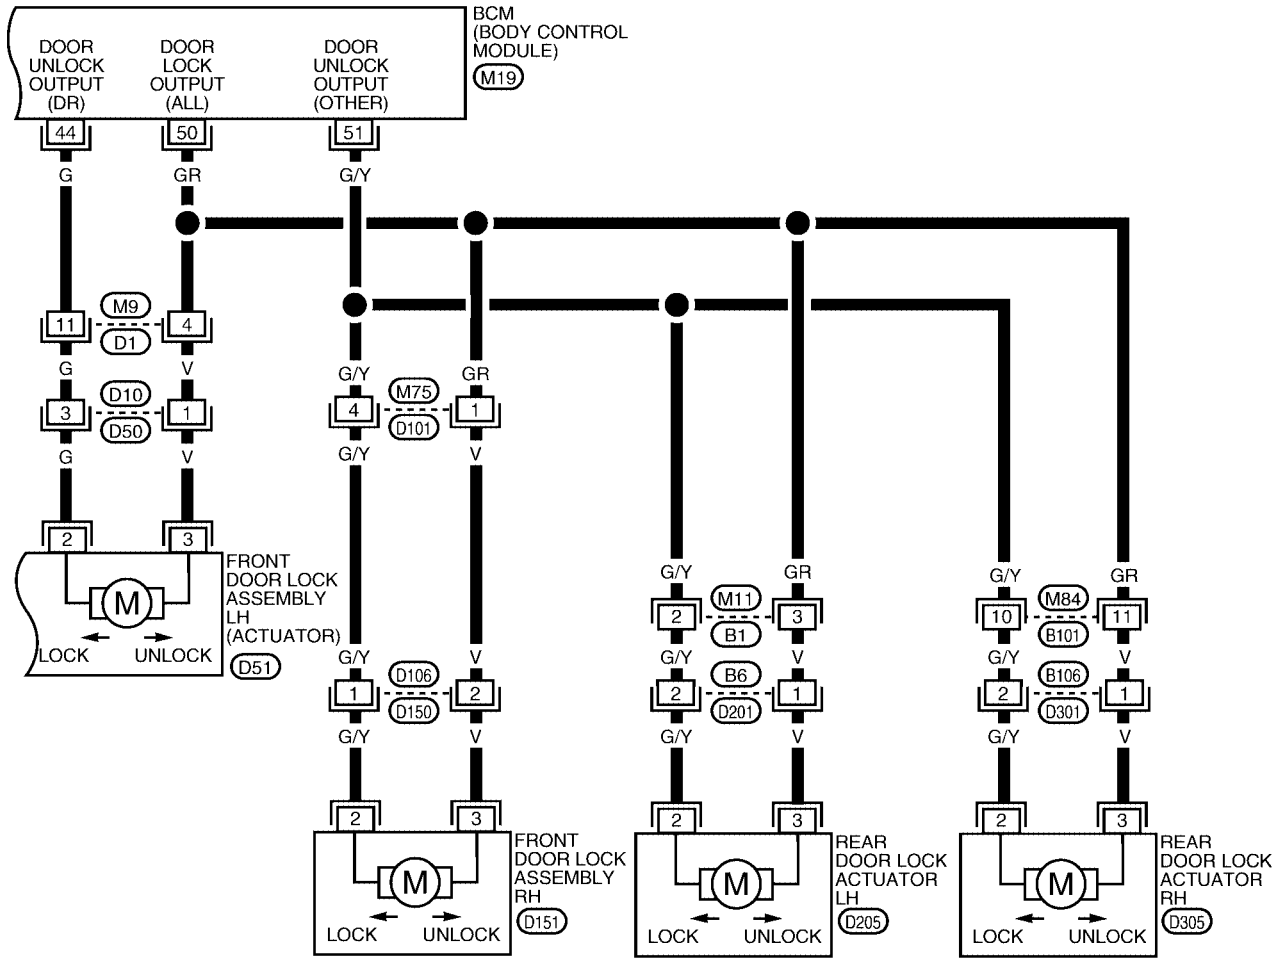 BCM
(BODY CONTROL
MODULE)
M19
DOOR
UNLOCK
OUTPUT
(DR)
DOOR
LOCK
OUTPUT
(ALL)
DOOR
UNLOCK
OUTPUT
(OTHER)
44
50
51
G
GR
G/Y
11
M9
D1
4
G
V
3
D10
D50
1
G
V
2
3
M
LOCK
UNLOCK
FRONT
DOOR LOCK
ASSEMBLY
LH
(ACTUATOR)
D51
G/Y
GR
4
M75
D101
1
G/Y
V
G/Y
V
1
D106
D150
2
G/Y
V
2
3
M
LOCK
UNLOCK
FRONT
DOOR LOCK
ASSEMBLY
RH
D151
G/Y
GR
2
M11
B1
3
G/Y
V
2
B6
D201
1
G/Y
V
2
3
M
LOCK
UNLOCK
REAR
DOOR LOCK
ACTUATOR
LH
D205
G/Y
GR
10
M84
B101
11
G/Y
V
2
B106
D301
1
G/Y
V
2
3
M
LOCK
UNLOCK
REAR
DOOR LOCK
ACTUATOR
RH
D305